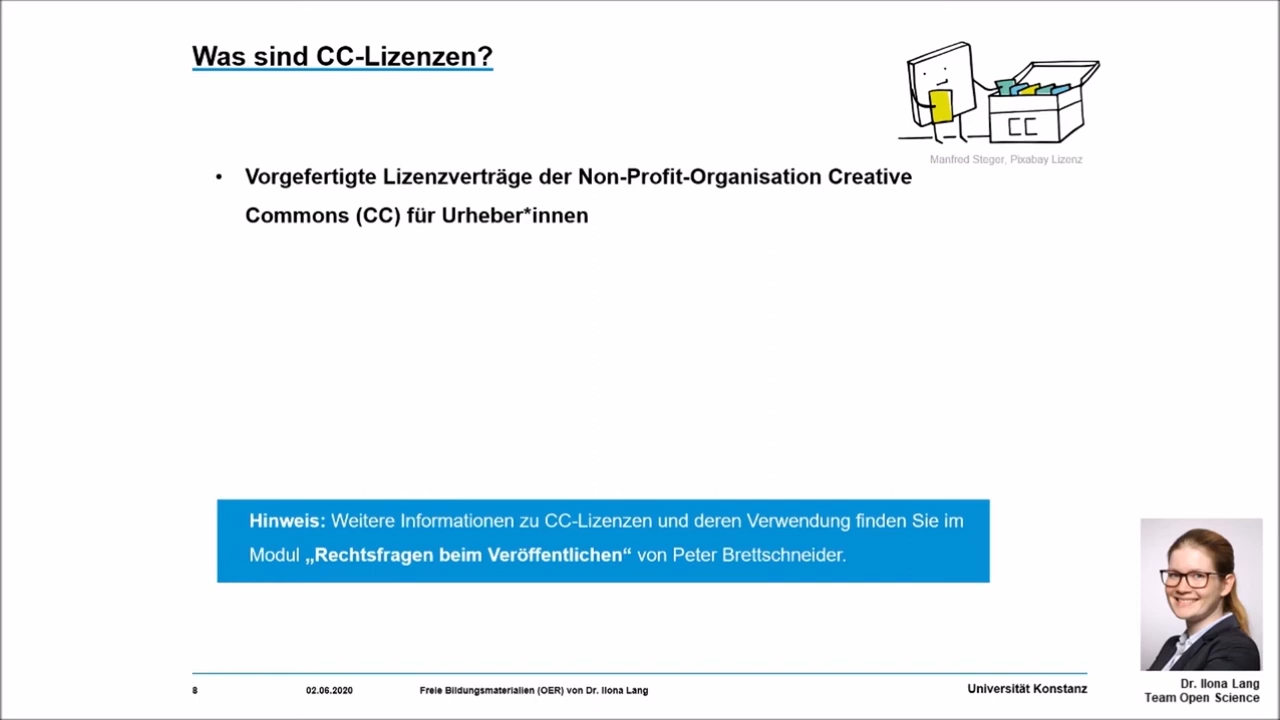 Was sind CC-Lizenzen?
CC
Manfred Steger, Pixabay Lizenz
• Vorgefertigte Lizenzverträge der Non-Profit-Organisation Creative
Commons (CC) für Urheber*innen
Hinweis: Weitere Informationen zu CC-Lizenzen und deren Verwendung finden Sie im
Modul „Rechtsfragen beim Veröffentlichen“ von Peter Brettschneider.
8 02.06.2020 Freie Bildungsmaterialien (OER) von Dr. Ilona Lang Universität Konstanz
Dr. Ilona Lang
Team Open Science